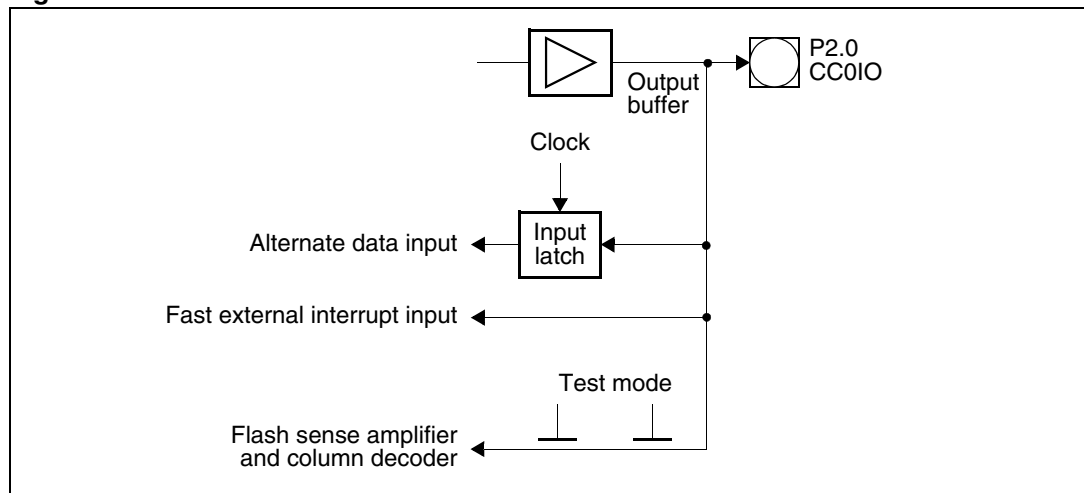 P2.0
CC0IO
Output
buffer
Clock
Input
latch
Alternate data input
Fast external interrupt input
Test mode
Flash sense amplifier
and column decoder